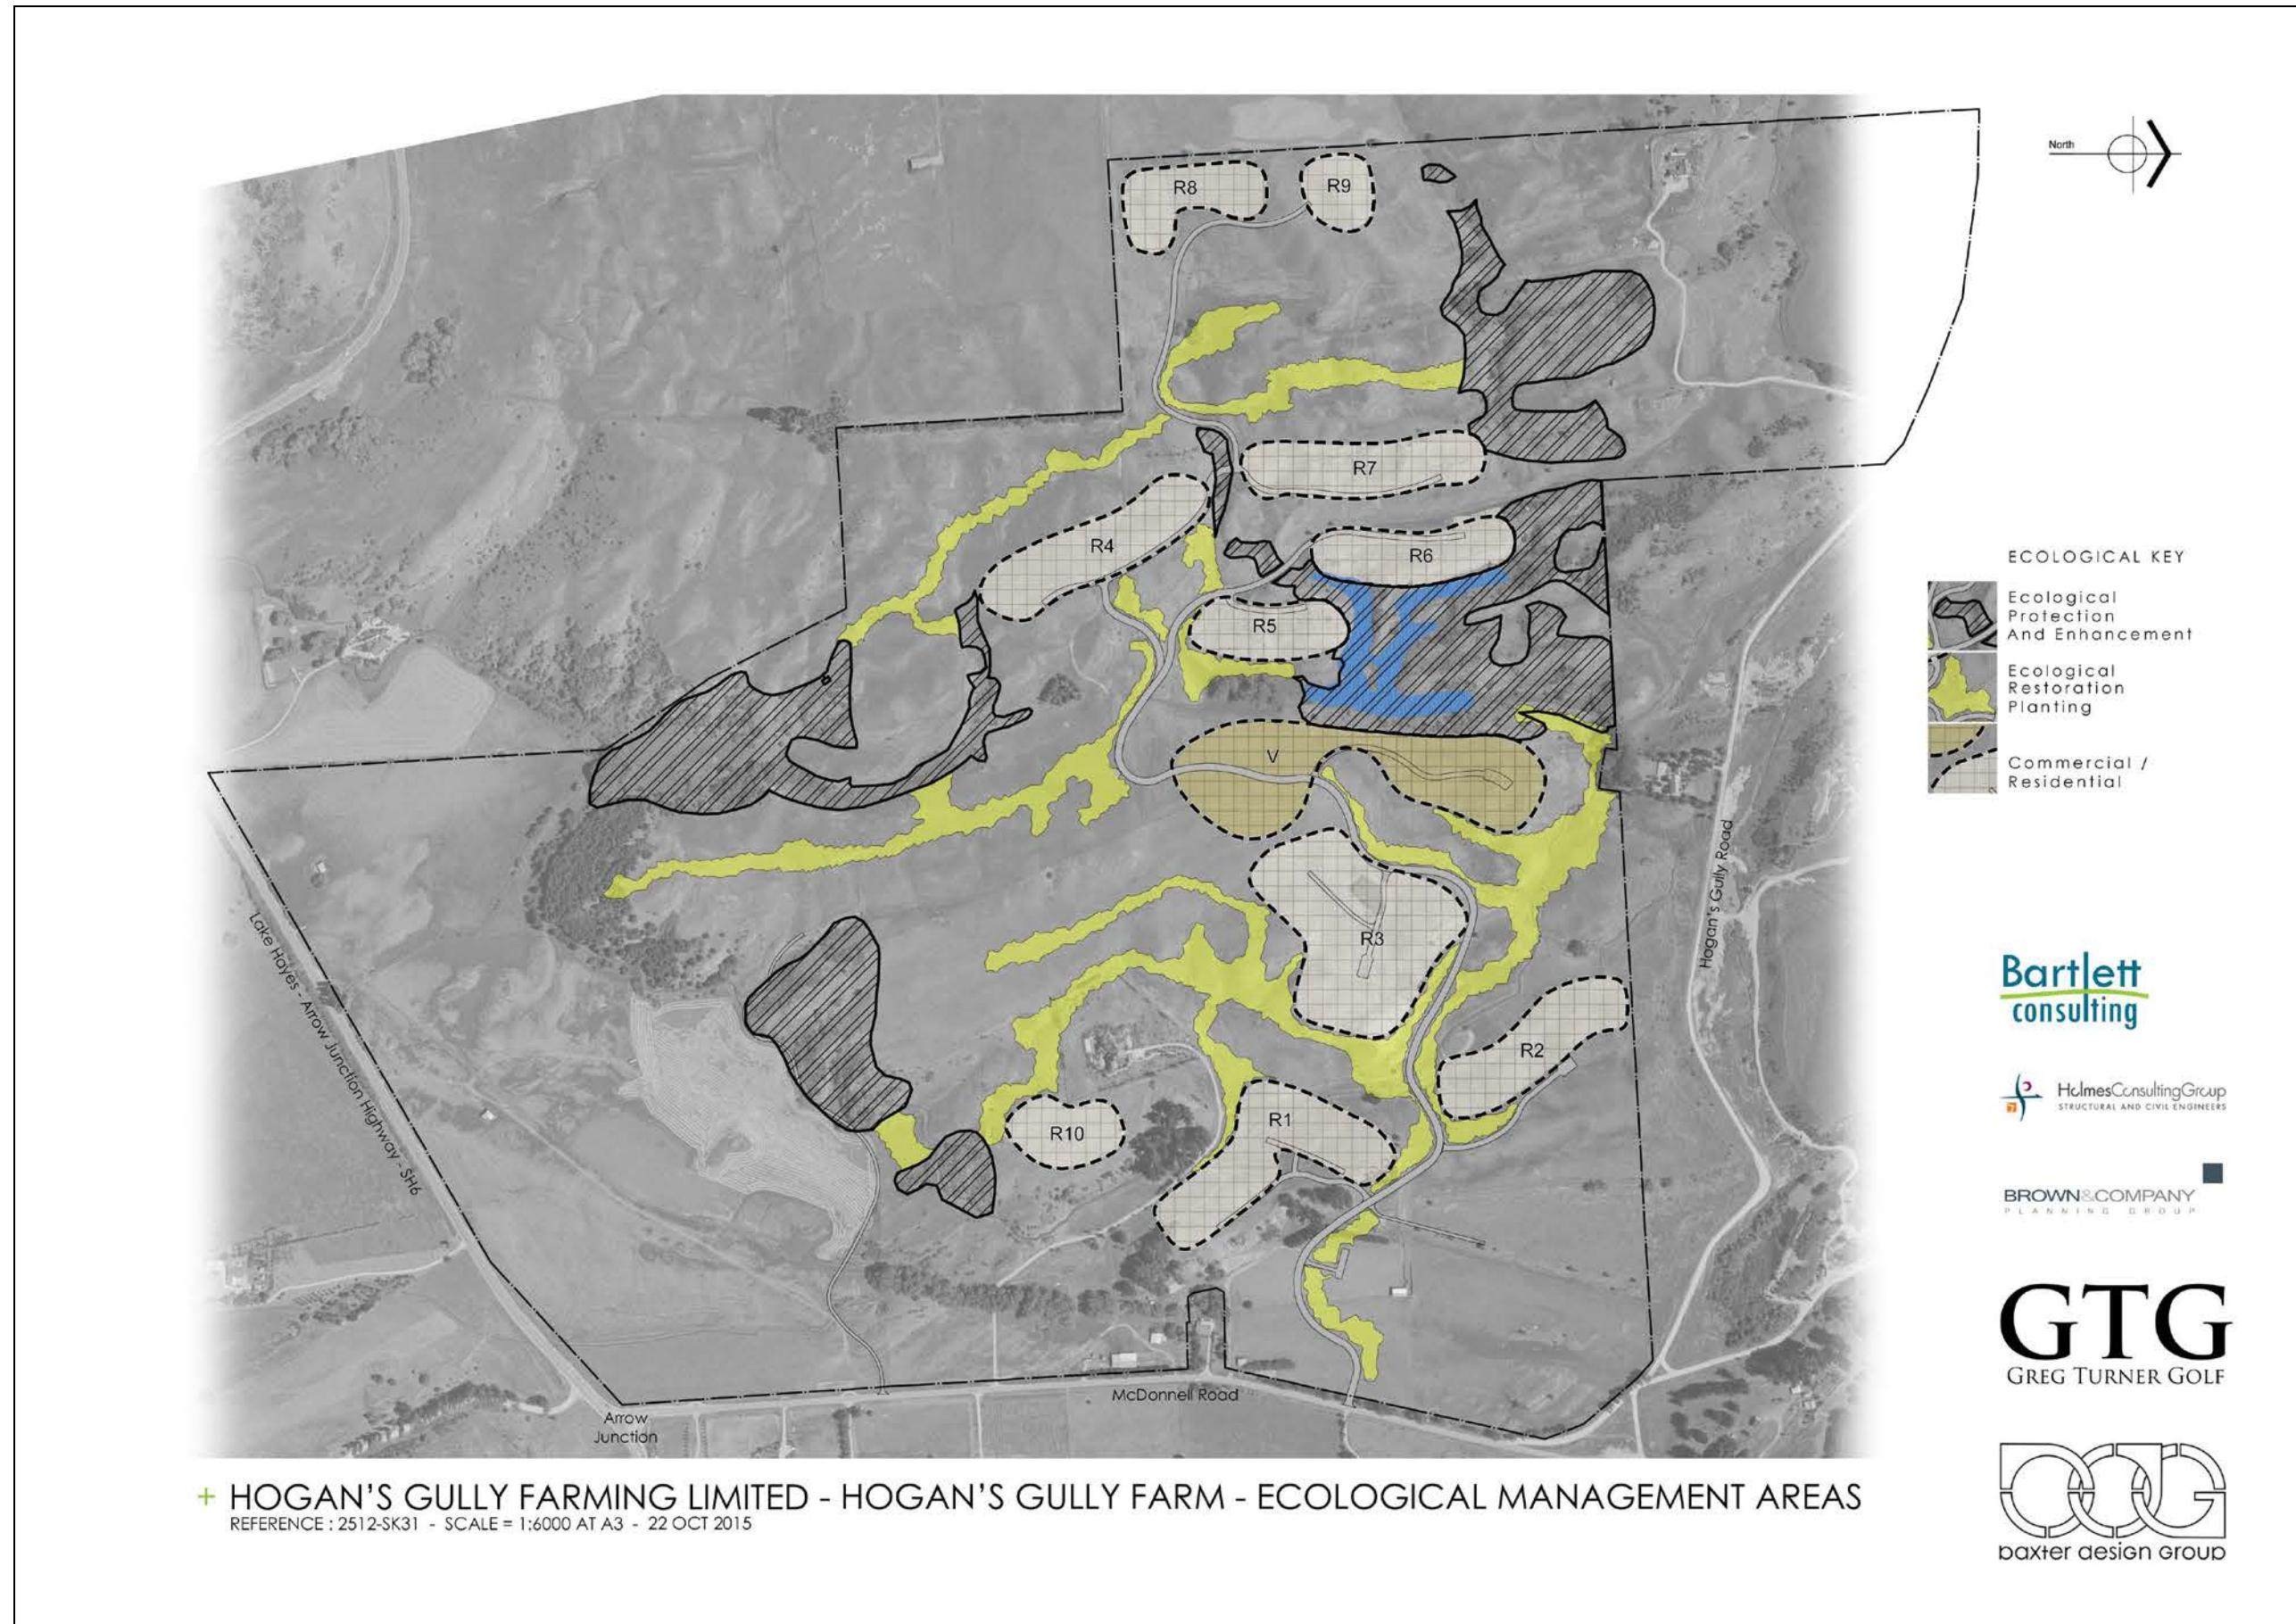 North
R8
R9
R7
R4
R6
R5
V
R3
R2
R1
R10
Hogan's Gully Road
Lake Hayes - Arrow Junction Highway - SH6
McDonnell Road
Arrow
Junction
ECOLOGICAL KEY
Ecological
Protection
And Enhancement
Ecological
Restoration
Planting
Commercial /
Residential
Bartlett
consulting
HolmesConsultingGroup
STRUCTURAL AND CIVIL ENGINEERS
BROWN&COMPANY
PLANNING GROUP
GTG
GREG TURNER GOLF
baxter design group
+ HOGAN'S GULLY FARMING LIMITED - HOGAN'S GULLY FARM - ECOLOGICAL MANAGEMENT AREAS
REFERENCE : 2512-SK31 - SCALE = 1:6000 AT A3 - 22 OCT 2015